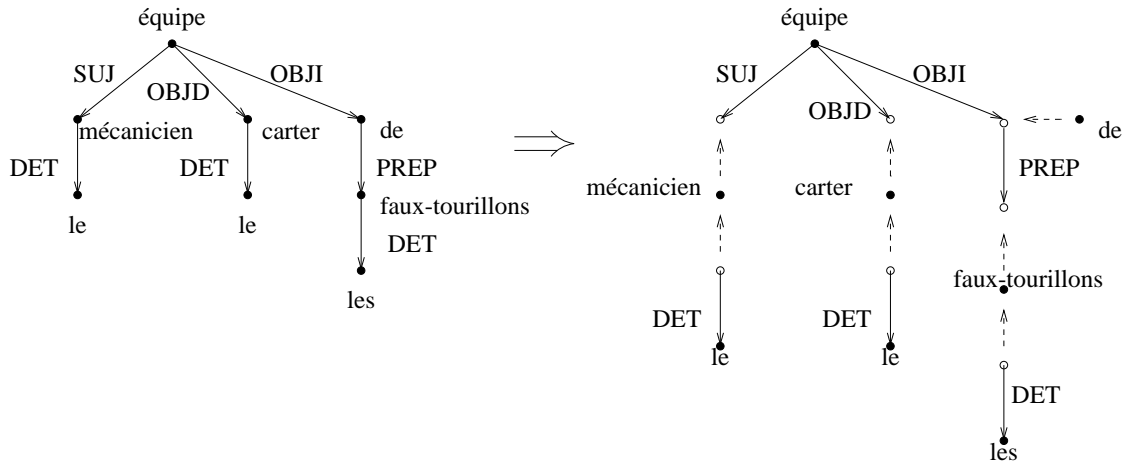 équipe
SUJ
OBJD
OBJI
mécanicien
carter
de
DET
DET
PREP
le
le
faux-tourillons
DET
les
équipe
SUJ
OBJD
OBJI
de
PREP
mécanicien
carter
faux-tourillons
DET
DET
le
le
DET
les